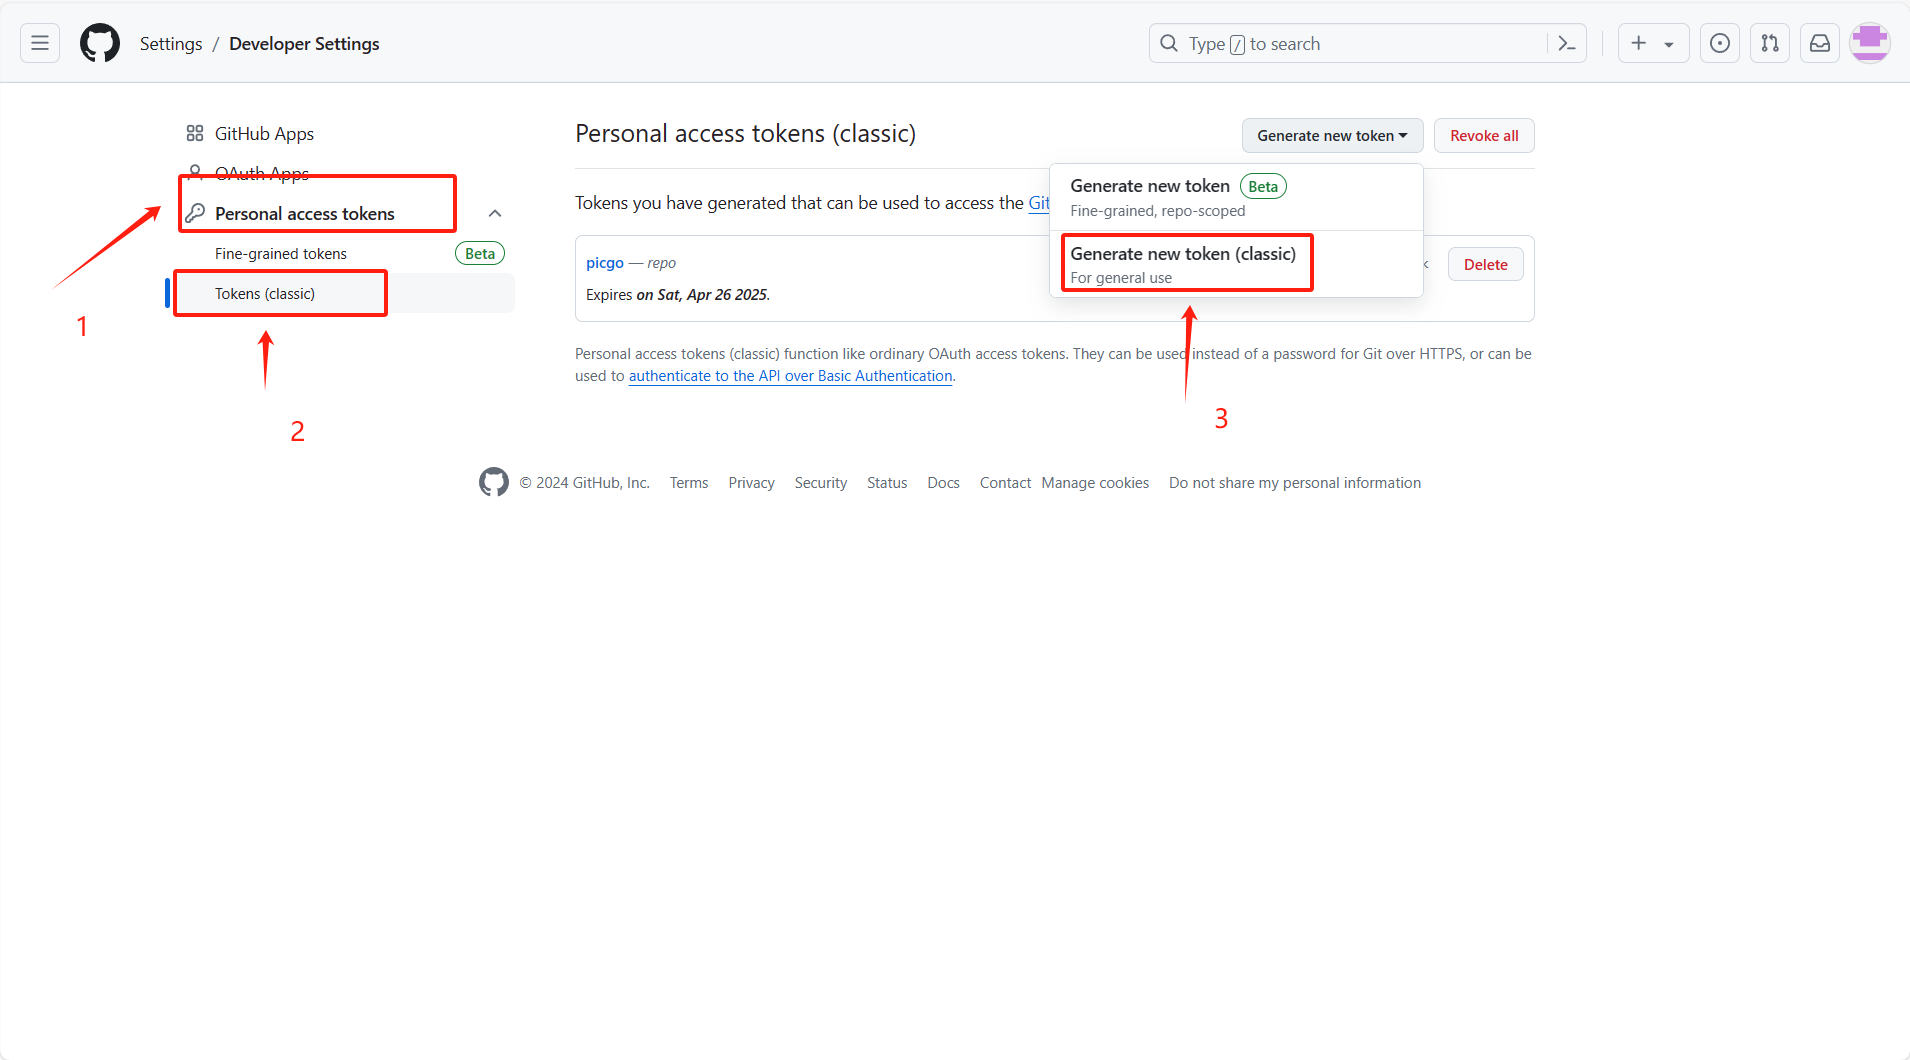 Settings / Developer Settings
Type / to search
GitHub Apps
OAuth Apps
Personal access tokens
Fine-grained tokens Beta
Tokens (classic)
1
2
Personal access tokens (classic)
Generate new token
Revoke all
Tokens you have generated that can be used to access the Git
Generate new token Beta
Fine-grained, repo-scoped
Generate new token (classic)
For general use
picgo — repo
Delete
Expires on Sat, Apr 26 2025.
3
Personal access tokens (classic) function like ordinary OAuth access tokens. They can be used instead of a password for Git over HTTPS, or can be
used to authenticate to the API over Basic Authentication.
© 2024 GitHub, Inc. Terms Privacy Security Status Docs Contact Manage cookies Do not share my personal information